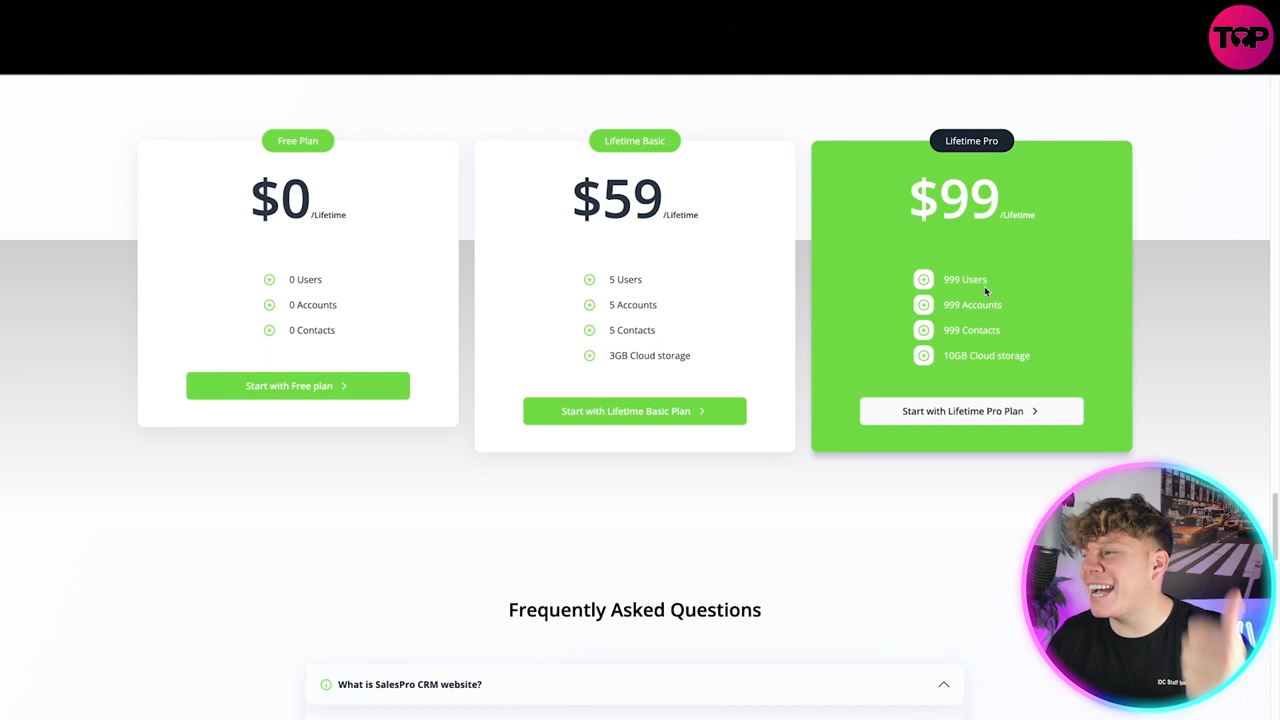 TOP
Free Plan
$0 /Lifetime
0 Users
0 Accounts
0 Contacts
Start with Free plan
Lifetime Basic
$59 /Lifetime
5 Users
5 Accounts
5 Contacts
3GB Cloud storage
Start with Lifetime Basic Plan
Lifetime Pro
$99 /Lifetime
999 Users
999 Accounts
999 Contacts
10GB Cloud storage
Start with Lifetime Pro Plan
Frequently Asked Questions
What is SalesPro CRM website?